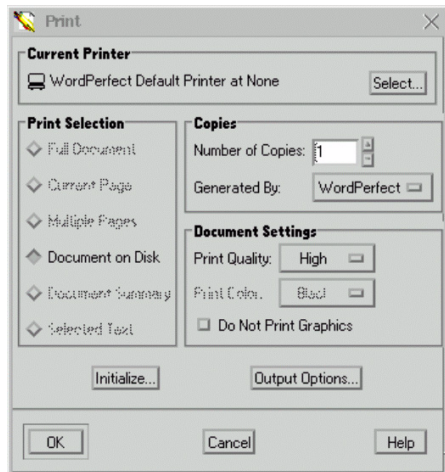 Print
Current Printer
WordPerfect Default Printer at None
Select...
Print Selection
Full Document
Current Page
Multiple Pages
Document on Disk
Document Summary
Selected Text
Copies
Number of Copies: 1
Generated By: WordPerfect
Document Settings
Print Quality: High
Print Color: Black
Do Not Print Graphics
Initialize...
Output Options...
OK
Cancel
Help